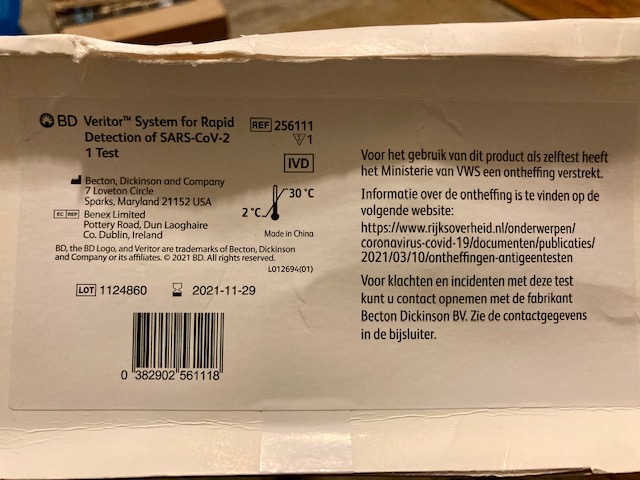 BD Veritor™ System for Rapid
Detection of SARS-CoV-2
1 Test
REF 256111
1
IVD
Becton, Dickinson and Company
7 Loveton Circle
Sparks, Maryland 21152 USA
EC REP Benex Limited
Pottery Road, Dun Laoghaire
Co. Dublin, Ireland
30 °C
2 °C
Made in China
BD, the BD Logo, and Veritor are trademarks of Becton, Dickinson
and Company or its affiliates. © 2021 BD. All rights reserved.
L012694(01)
LOT 1124860
2021-11-29
0 382902 561118
Voor het gebruik van dit product als zelftest heeft
het Ministerie van VWS een ontheffing verstrekt.
Informatie over de ontheffing is te vinden op de
volgende website:
https://www.rijksoverheid.nl/onderwerpen/
coronavirus-covid-19/documenten/publicaties/
2021/03/10/ontheffingen-antigeentesten
Voor klachten en incidenten met deze test
kunt u contact opnemen met de fabrikant
Becton Dickinson BV. Zie de contactgegevens
in de bijsluiter.